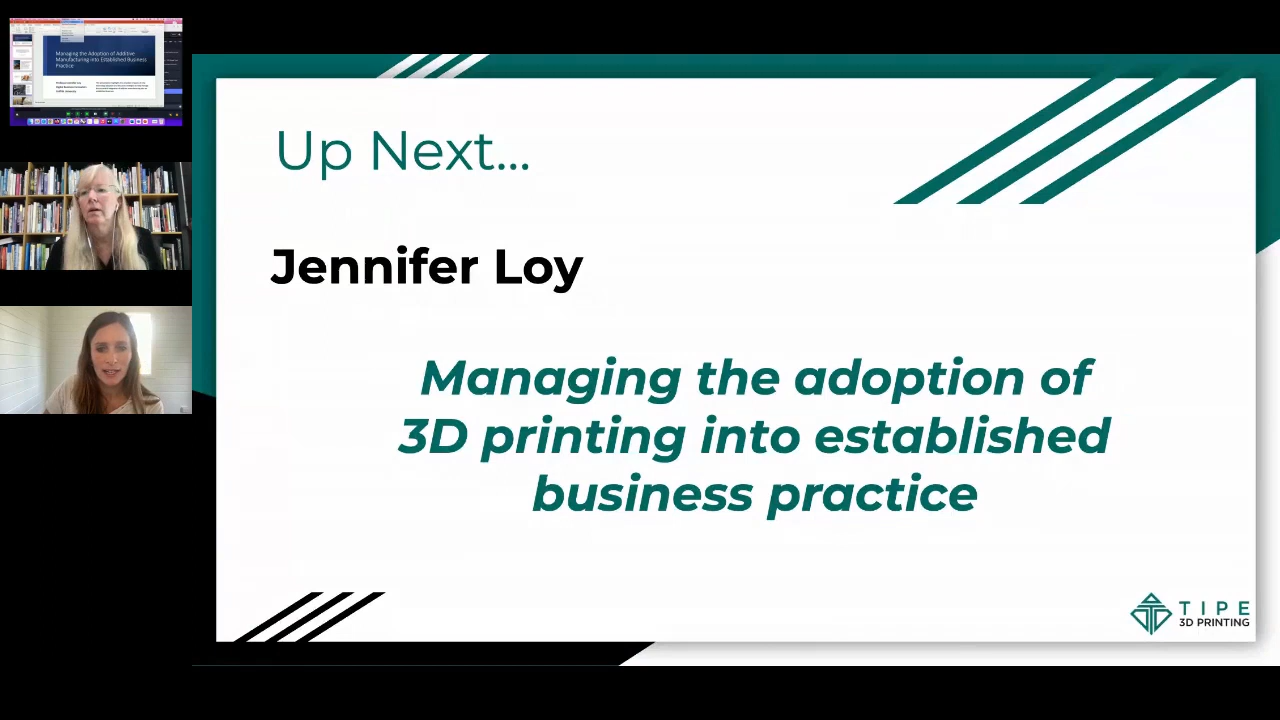 Managing the Adoption of Additive
Manufacturing into Established Business
Practice
Up Next...
Jennifer Loy
Managing the adoption of
3D printing into established
business practice
TIPE
3D PRINTING